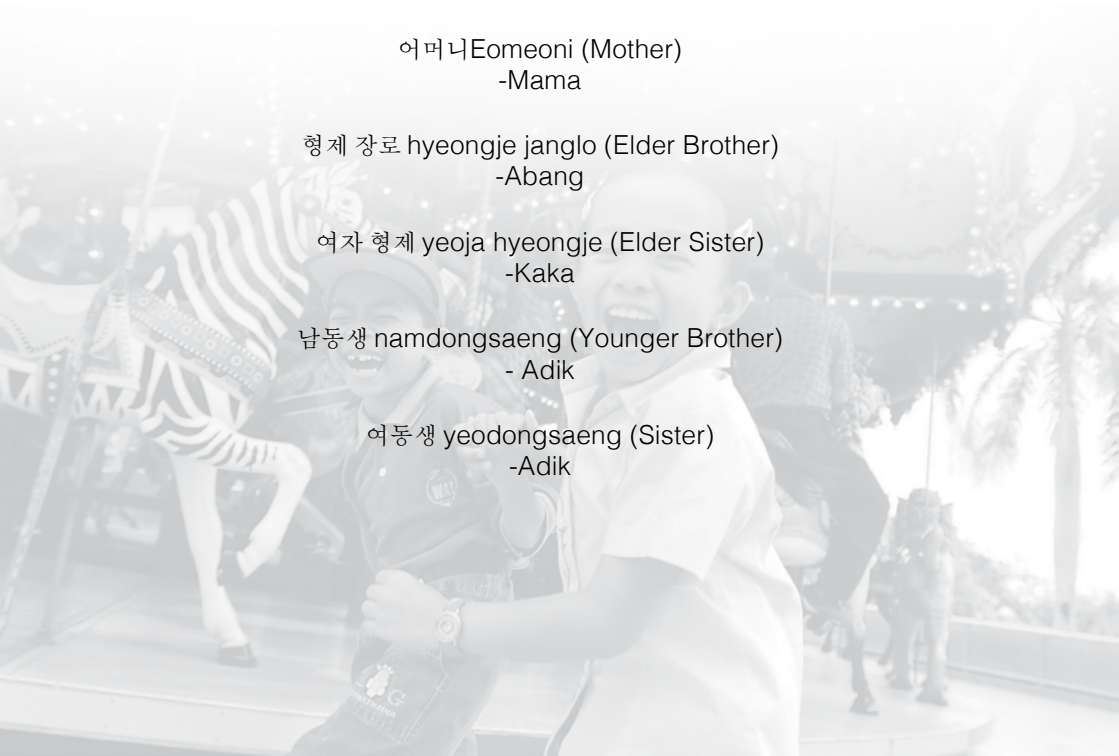 어머니Eomeoni (Mother)
-Mama
형제 장로 hyeongje janglo (Elder Brother)
-Abang
여자 형제 yeoja hyeongje (Elder Sister)
-Kaka
남동생 namdongsaeng (Younger Brother)
- Adik
여동생 yeodongsaeng (Sister)
-Adik